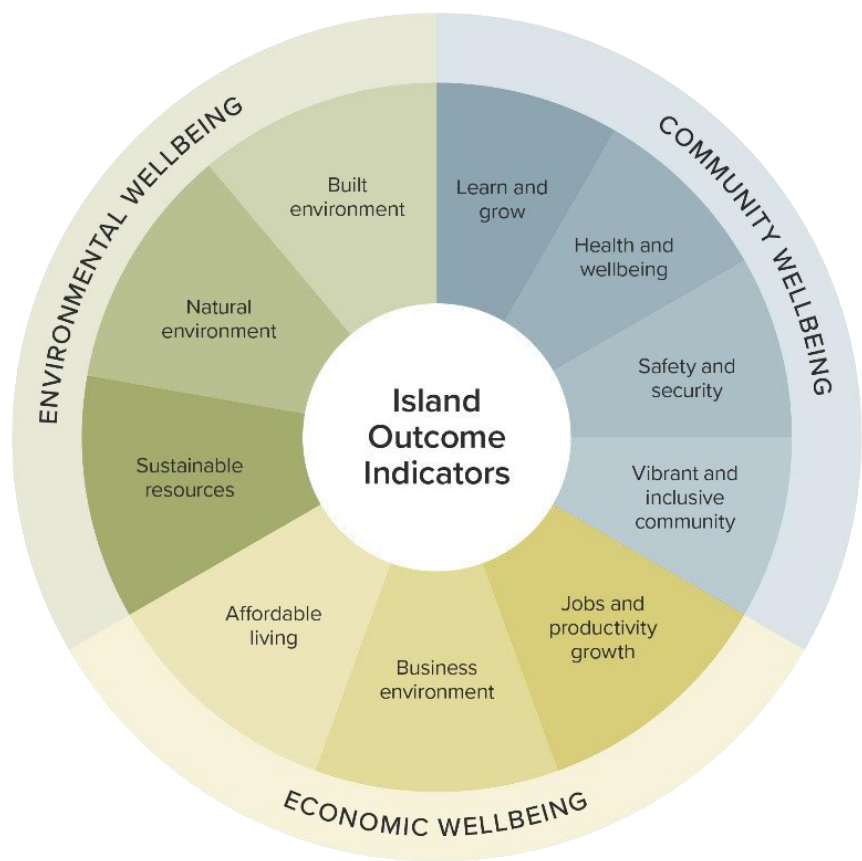 Island
Outcome
Indicators
COMMUNITY WELLBEING
Learn and
grow
Health and
wellbeing
Safety and
security
Vibrant and
inclusive
community
ECONOMIC WELLBEING
Jobs and
productivity
growth
Business
environment
Affordable
living
ENVIRONMENTAL WELLBEING
Sustainable
resources
Natural
environment
Built
environment